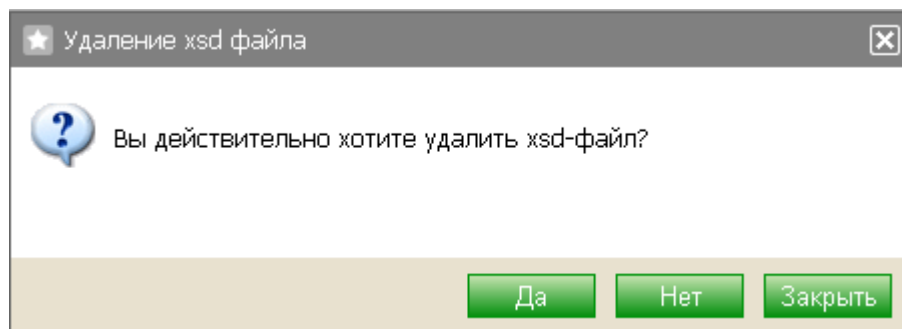 Удаление xsd файла
Вы действительно хотите удалить xsd-файл?
Да Нет Закрыть